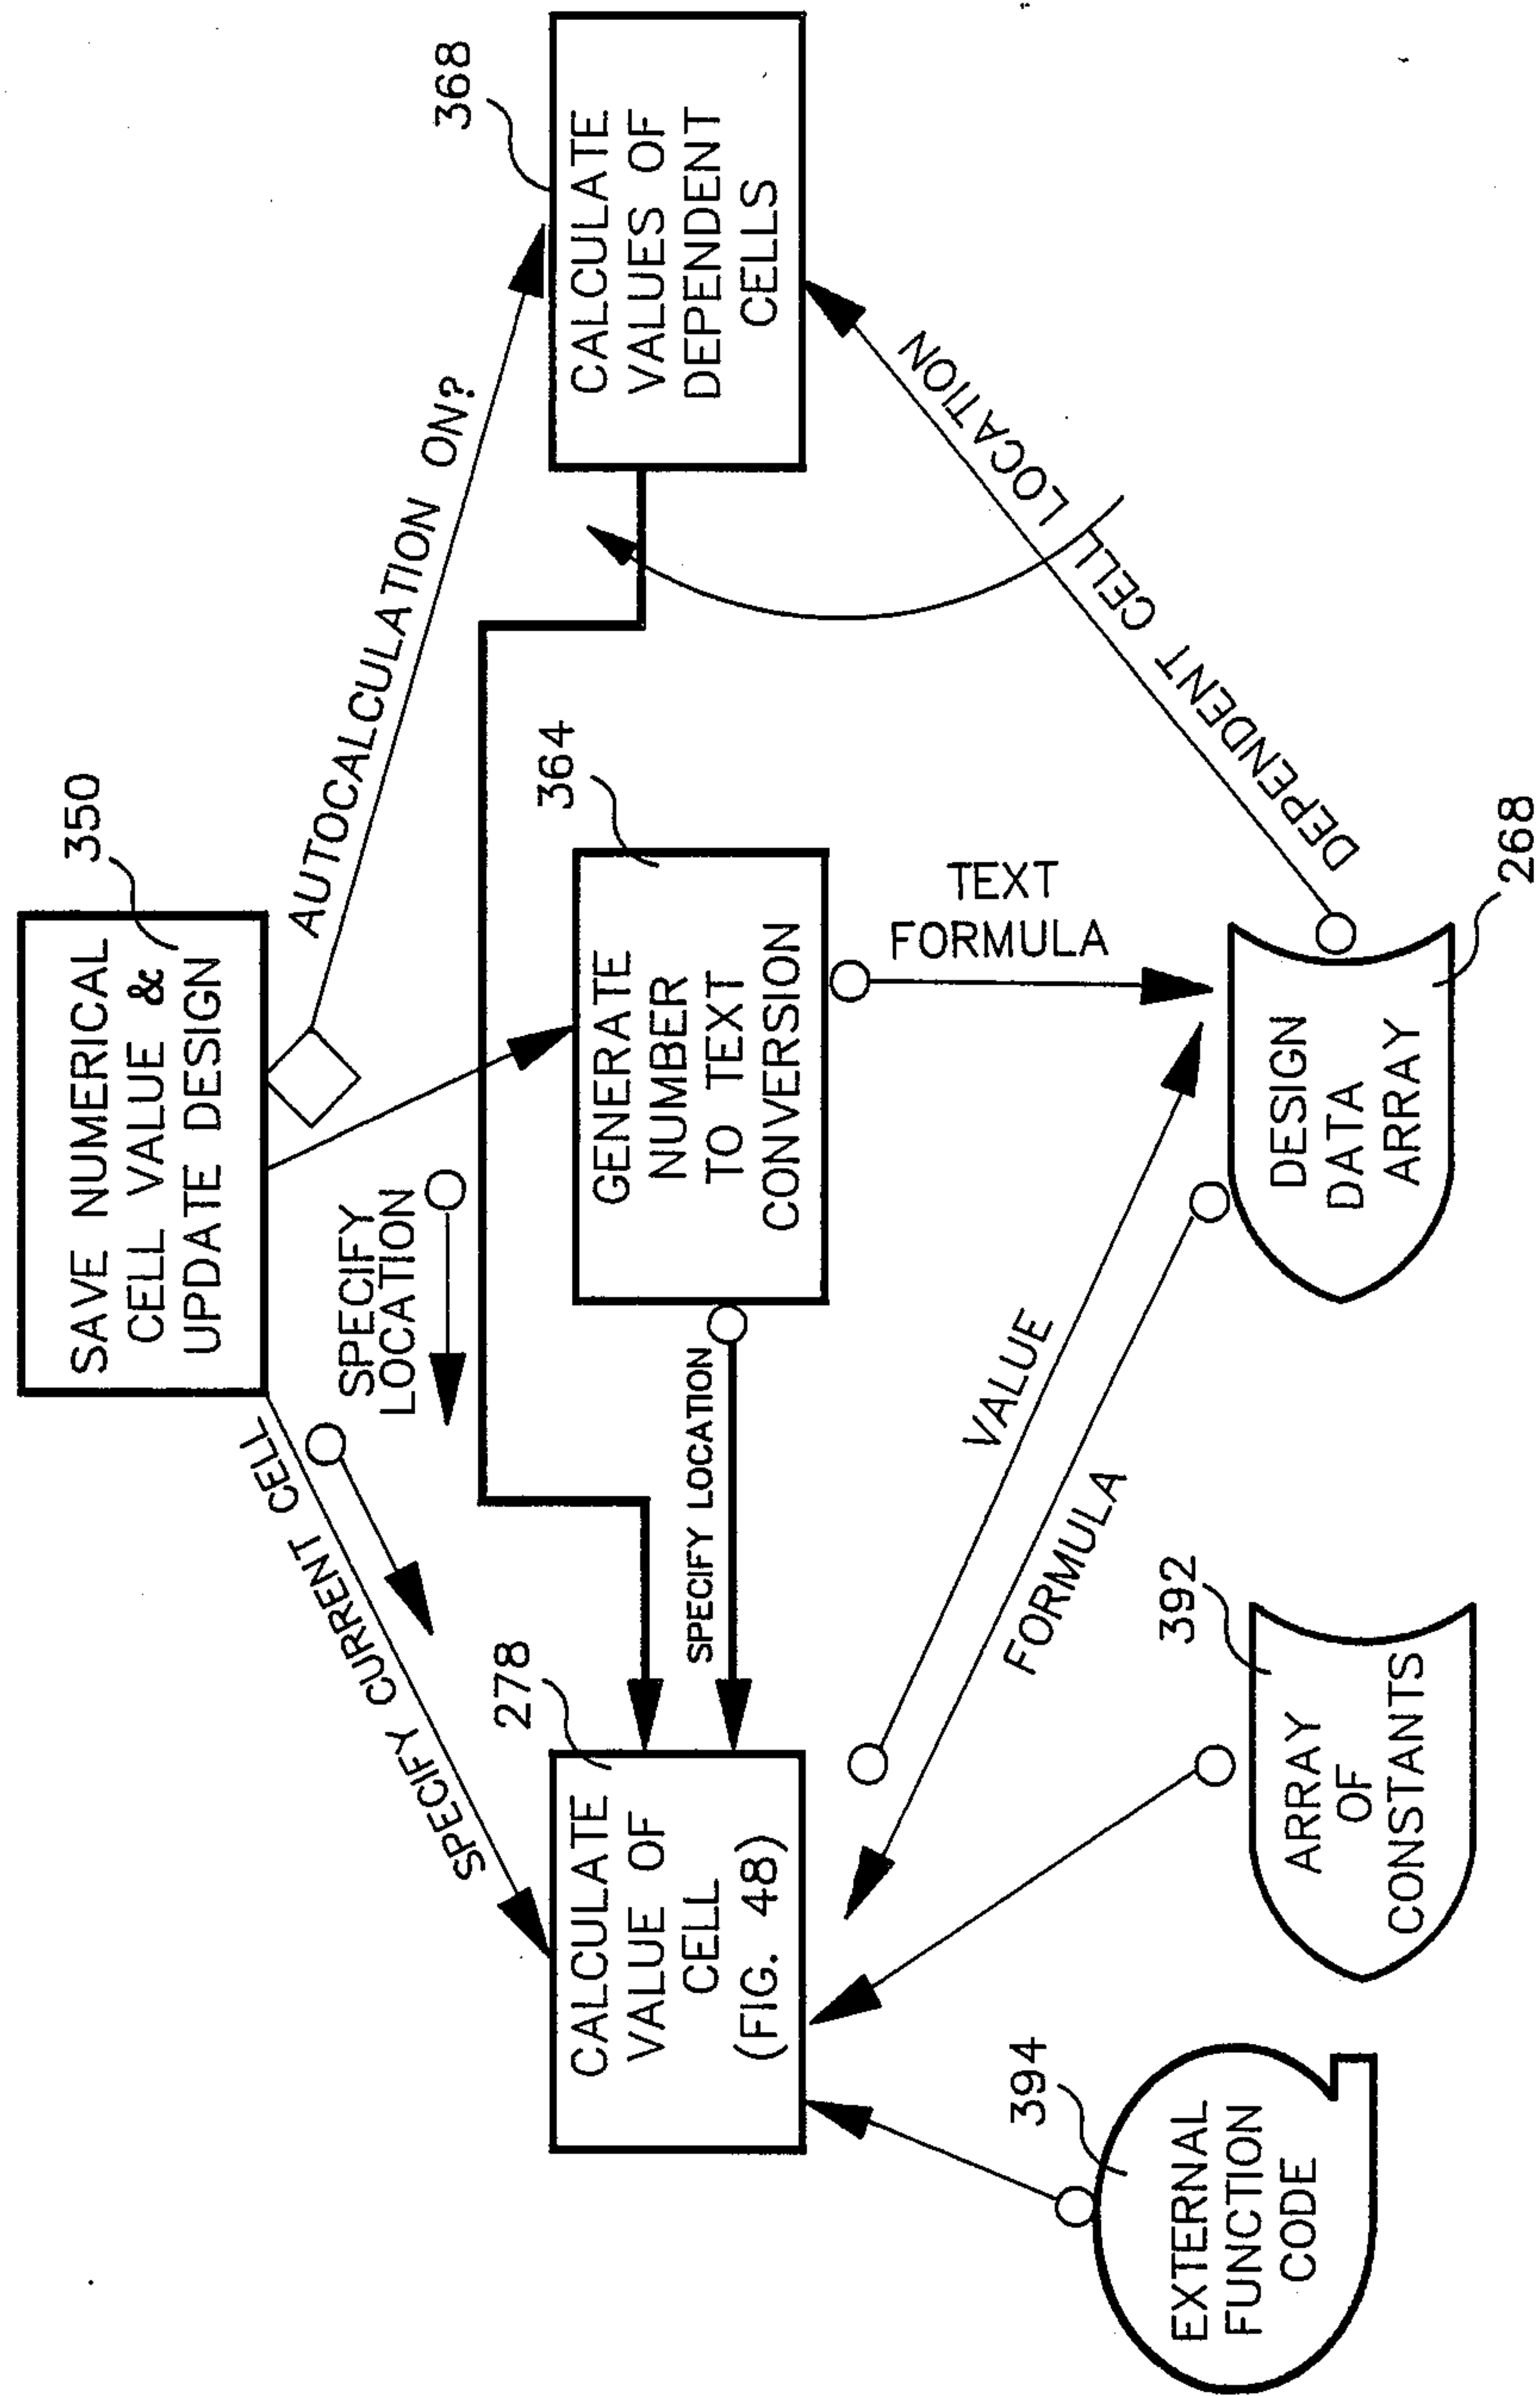 350
SAVE NUMERICAL
CELL VALUE &
UPDATE DESIGN
SPECIFY CURRENT CELL
SPECIFY
LOCATION
AUTOCALCULATION ON?
278
CALCULATE
VALUE OF
CELL
(FIG. 48)
SPECIFY LOCATION
364
GENERATE
NUMBER
TO TEXT
CONVERSION
368
CALCULATE
VALUES OF
DEPENDENT
CELLS
TEXT
FORMULA
VALUE
FORMULA
DEPENDENT CELL LOCATION
394
EXTERNAL
FUNCTION
CODE
392
ARRAY
OF
CONSTANTS
DESIGN
DATA
ARRAY
268